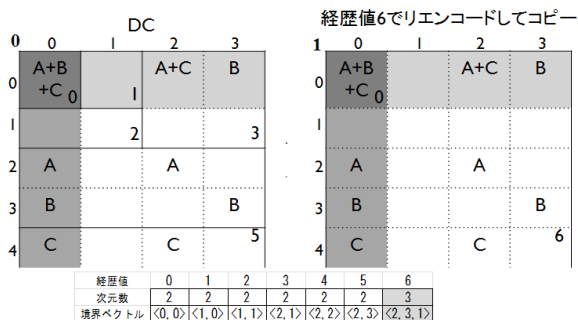 DC
0 0 1 2 3
A+B A+C B
0 +C 0 1
1 2 3
2 A A
3 B B
4 C C 5
経歴値6でリエンコードしてコピー
1 0 1 2 3
A+B A+C B
0 +C 0
1
2 A A
3 B B
4 C C 6
経歴値 0 1 2 3 4 5 6
次元数 2 2 2 2 2 2 3
境界ベクトル <0, 0> <1, 0> <1, 1> <2, 1> <2, 2> <2, 3> <2, 3, 1>